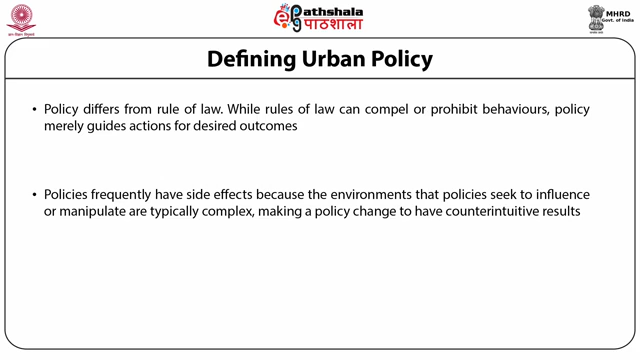 Pathshala
पाठशाला
MHRD
Govt. of India
Defining Urban Policy
• Policy differs from rule of law. While rules of law can compel or prohibit behaviours, policy
merely guides actions for desired outcomes
• Policies frequently have side effects because the environments that policies seek to influence
or manipulate are typically complex, making a policy change to have counterintuitive results